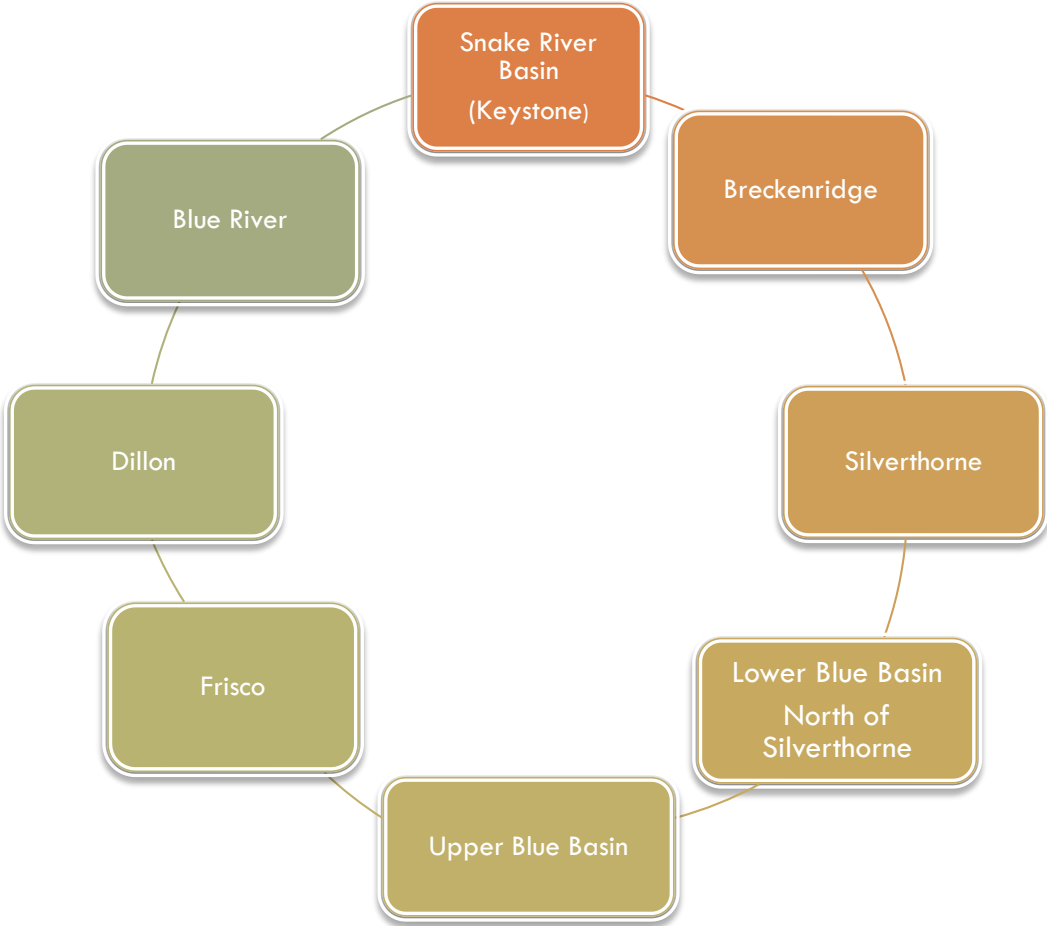 Snake River
Basin
(Keystone)
Breckenridge
Silverthorne
Lower Blue Basin
North of
Silverthorne
Upper Blue Basin
Frisco
Dillon
Blue River